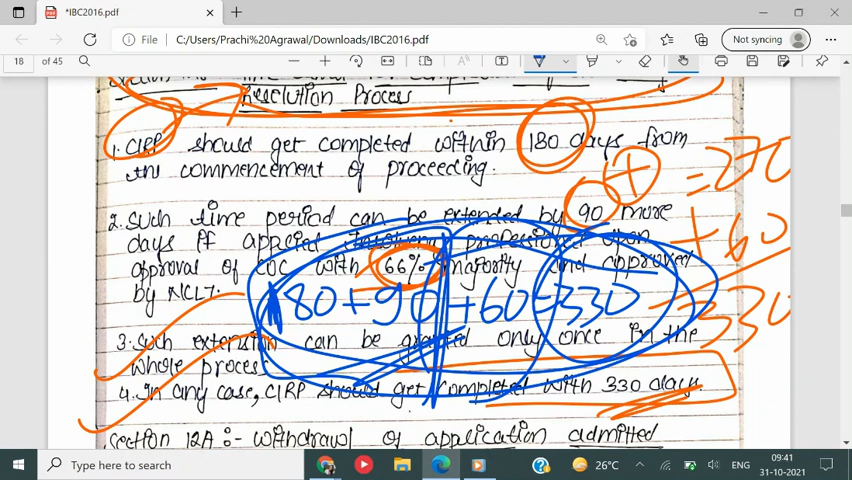 *IBC2016.pdf
File C:/Users/Prachi%20Agrawal/Downloads/IBC2016.pdf
Not syncing
18 of 45
Resolution Process
1. CIRP should get completed within 180 days from
the commencement of proceeding.
= 270
+
2. Such time period can be extended by 90 more
+60
days if applied professional upon
approval of COC with 66% majority and approved
by NCLT.
180+90+60=330
330
3. Such extension can be granted only once in the
whole process
4. In any case, CIRP should get completed with 330 days.
Section 12A :- withdrawal of application admitted
Type here to search
26°C
ENG
09:41
31-10-2021